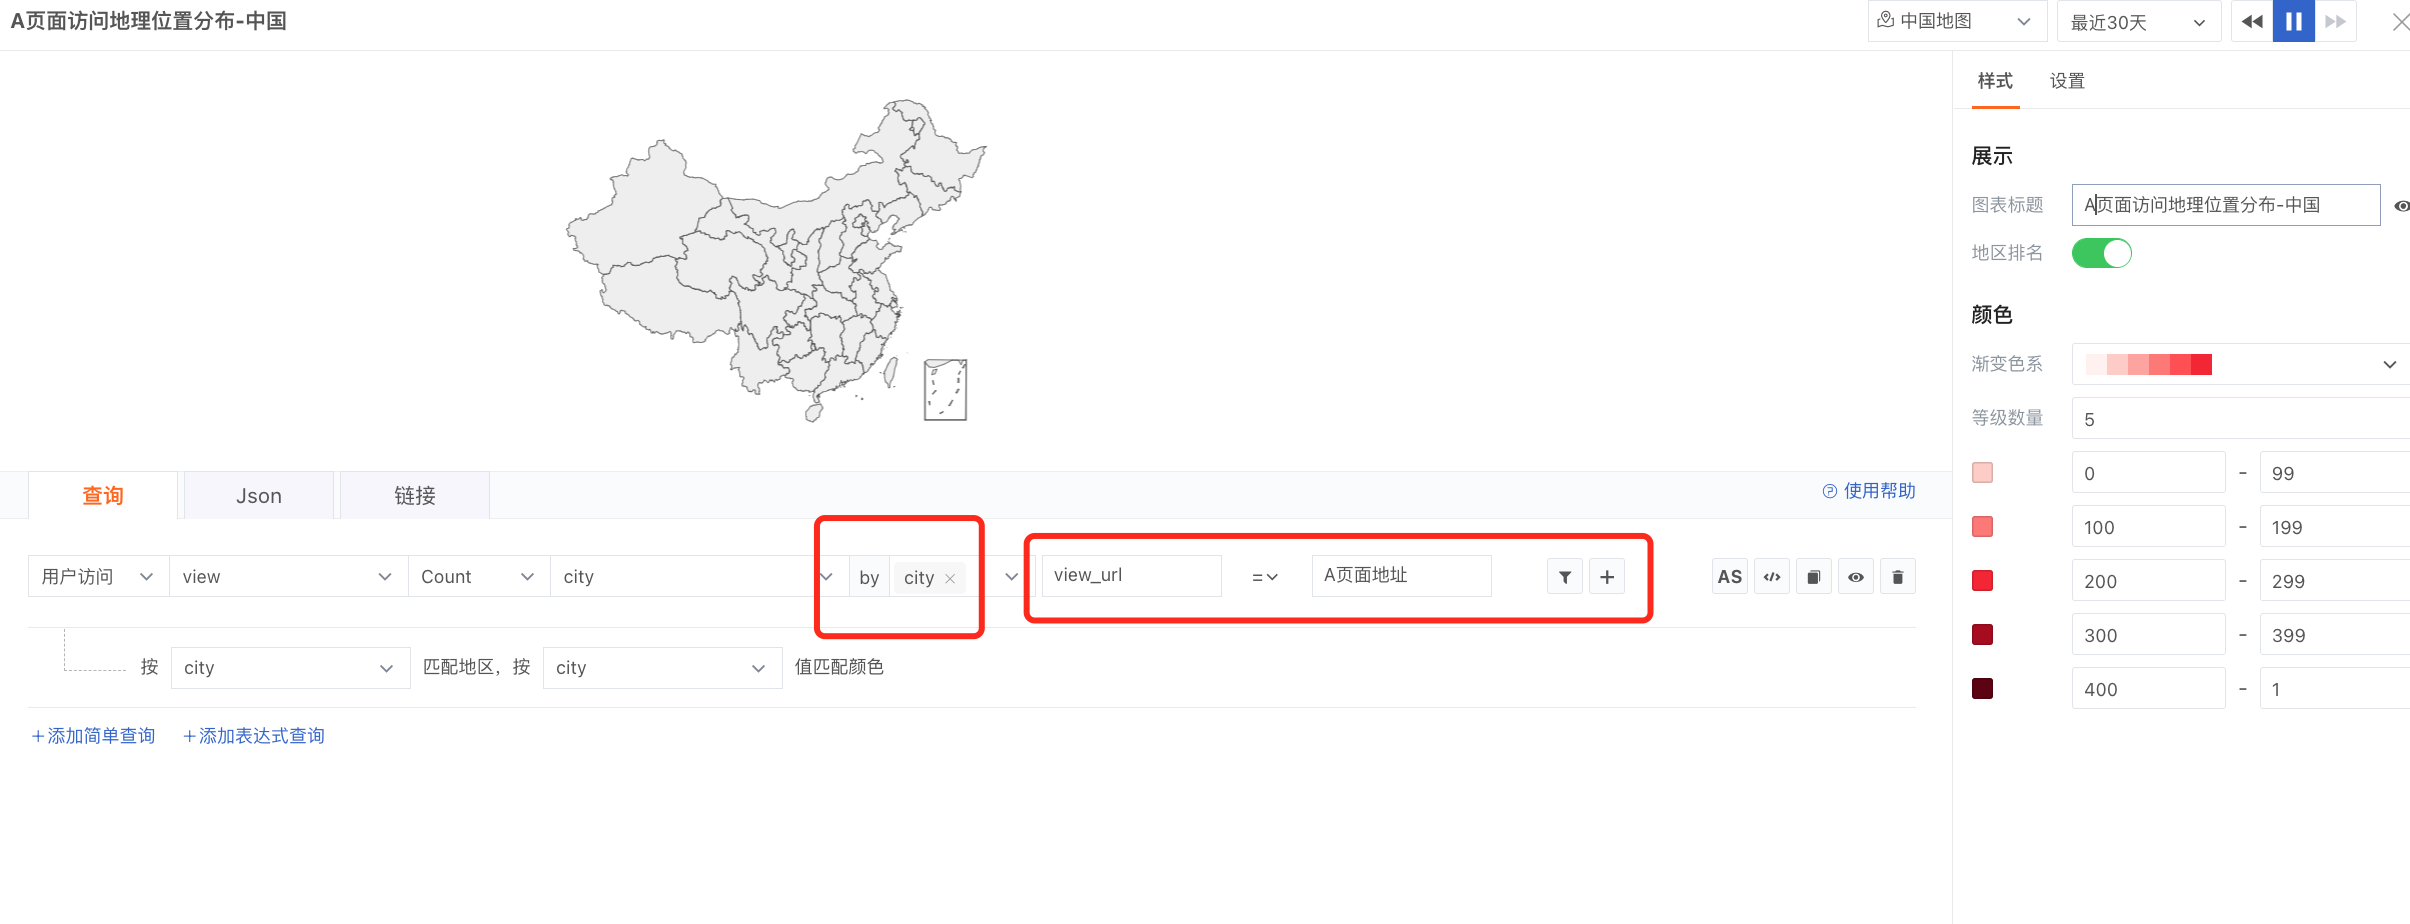 A页面访问地理位置分布-中国
中国地图
最近30天
样式
设置
展示
图表标题
A页面访问地理位置分布-中国
地区排名
颜色
渐变色系
等级数量
5
0 - 99
100 - 199
200 - 299
300 - 399
400 - 1
查询
Json
链接
使用帮助
用户访问
view
Count
city
by
city
view_url
=
A页面地址
AS
按
city
匹配地区，按
city
值匹配颜色
+添加简单查询
+添加表达式查询